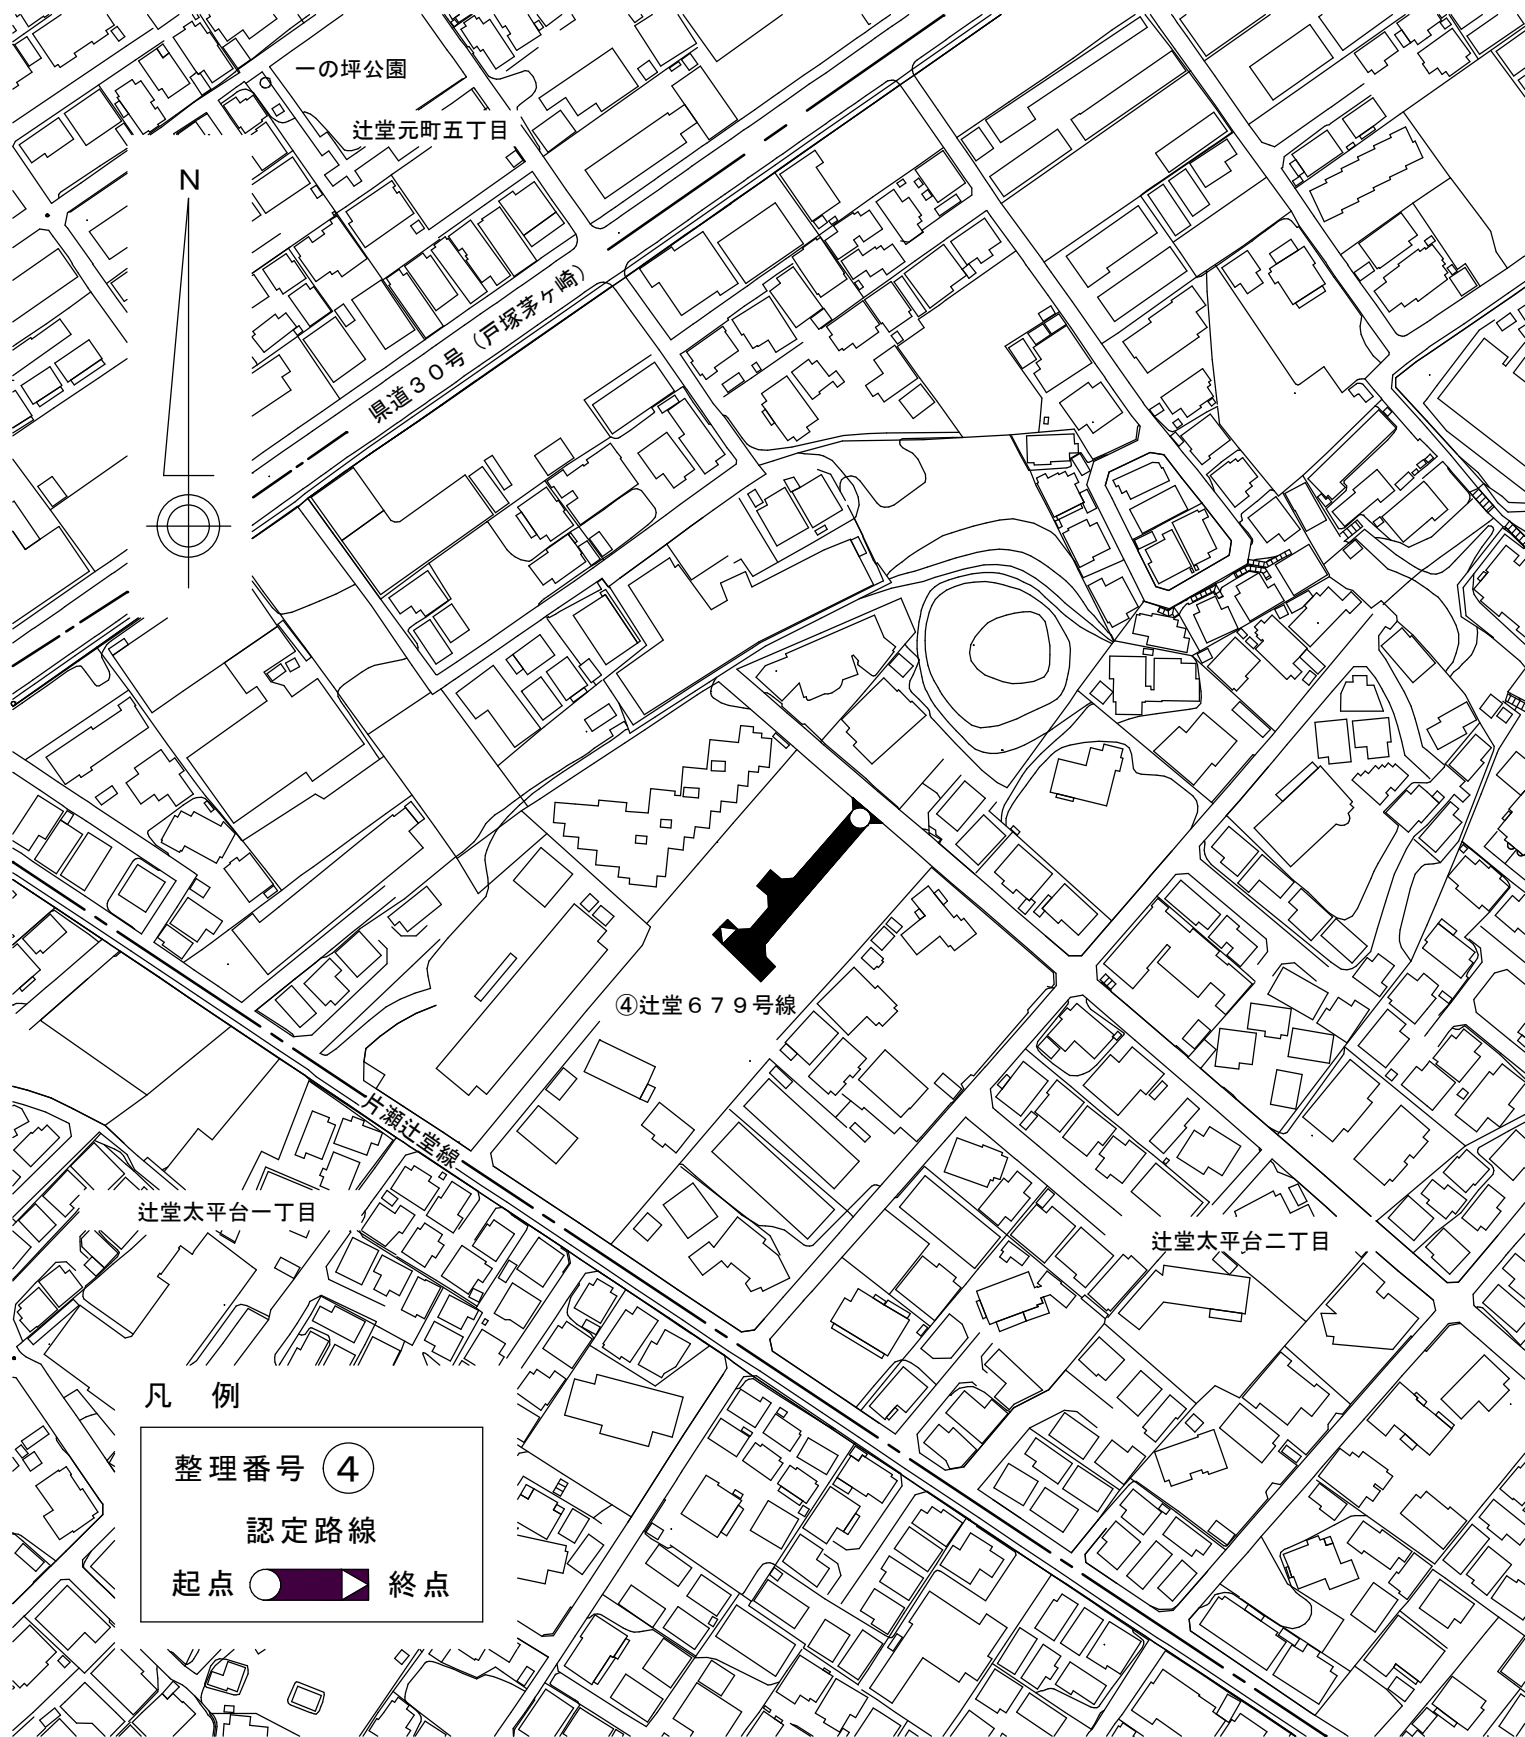 一の坪公園
辻堂元町五丁目
N
県道３０号（戸塚茅ヶ崎）
④辻堂６７９号線
片瀬辻堂線
辻堂太平台一丁目
辻堂太平台二丁目
凡 例
整理番号 ④
認定路線
起点 終点